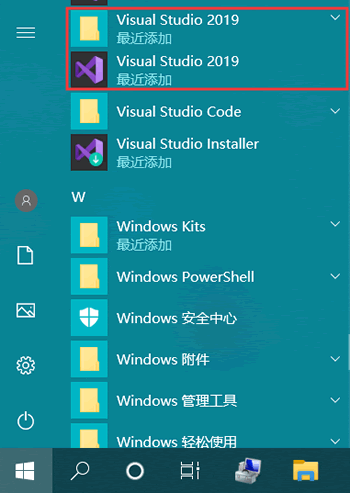 Visual Studio 2019
最近添加
Visual Studio 2019
最近添加
Visual Studio Code
Visual Studio Installer
最近添加
W
Windows Kits
最近添加
Windows PowerShell
Windows 安全中心
Windows 附件
Windows 管理工具
Windows 轻松使用